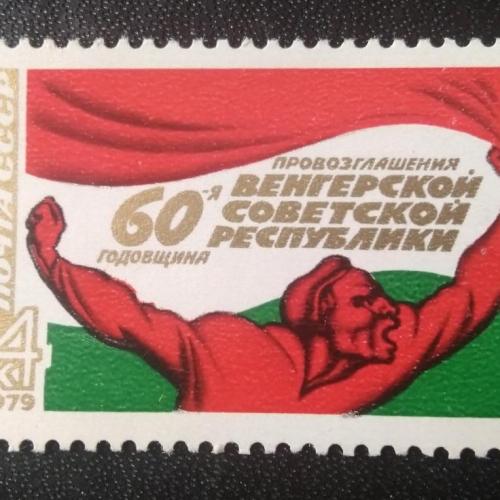 ПОЧТА СССР
ПРОВОЗГЛАШЕНИЯ
60-я ВЕНГЕРСКОЙ
СОВЕТСКОЙ
ГОДОВЩИНА РЕСПУБЛИКИ
4
К
1979